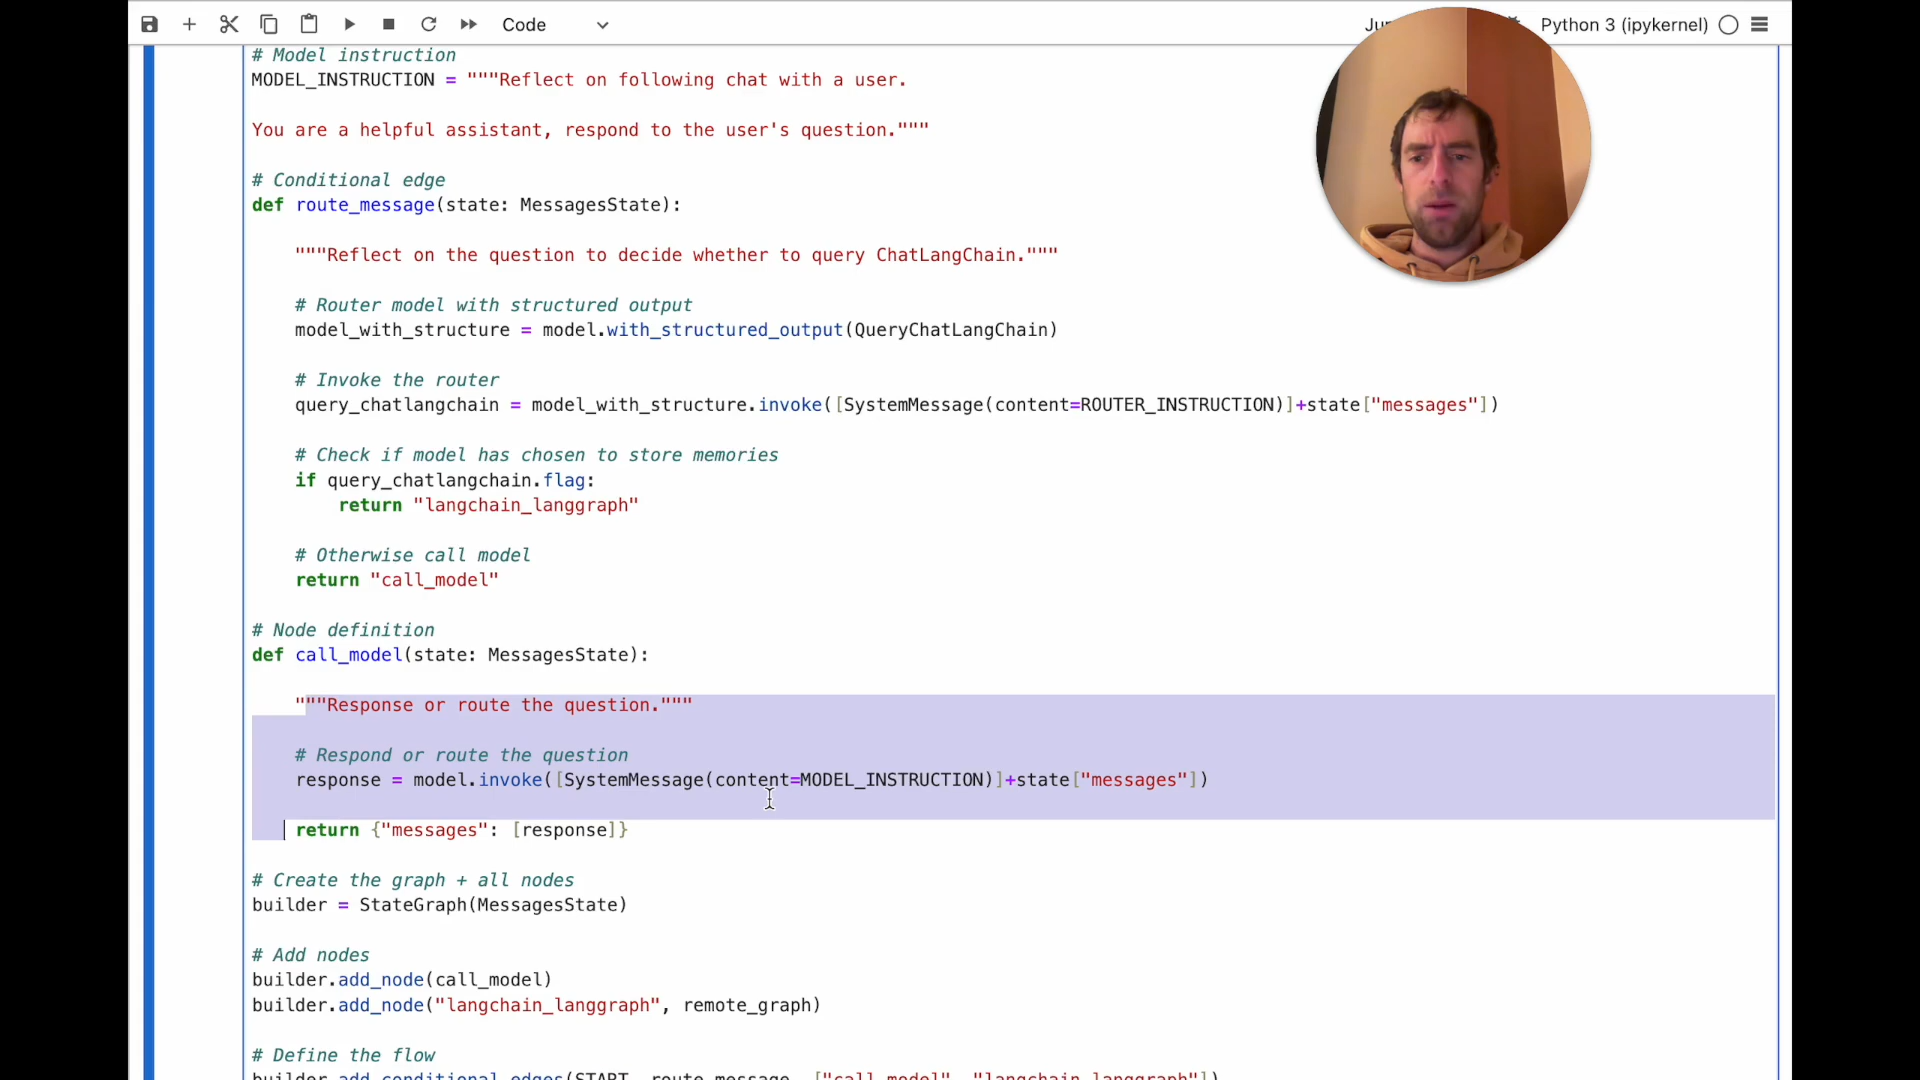 Code
Python 3 (ipykernel)
# Model instruction
MODEL_INSTRUCTION = """Reflect on following chat with a user.
You are a helpful assistant, respond to the user's question."""
# Conditional edge
def route_message(state: MessagesState):
"""Reflect on the question to decide whether to query ChatLangChain."""
# Router model with structured output
model_with_structure = model.with_structured_output(QueryChatLangChain)
# Invoke the router
query_chatlangchain = model_with_structure.invoke([SystemMessage(content=ROUTER_INSTRUCTION)]+state["messages"])
# Check if model has chosen to store memories
if query_chatlangchain.flag:
return "langchain_langgraph"
# Otherwise call model
return "call_model"
# Node definition
def call_model(state: MessagesState):
"""Response or route the question."""
# Respond or route the question
response = model.invoke([SystemMessage(content=MODEL_INSTRUCTION)]+state["messages"])
return {"messages": [response]}
# Create the graph + all nodes
builder = StateGraph(MessagesState)
# Add nodes
builder.add_node(call_model)
builder.add_node("langchain_langgraph", remote_graph)
# Define the flow
builder.add_conditional_edges(START, route_message, ["call_model", "langchain_langgraph"])